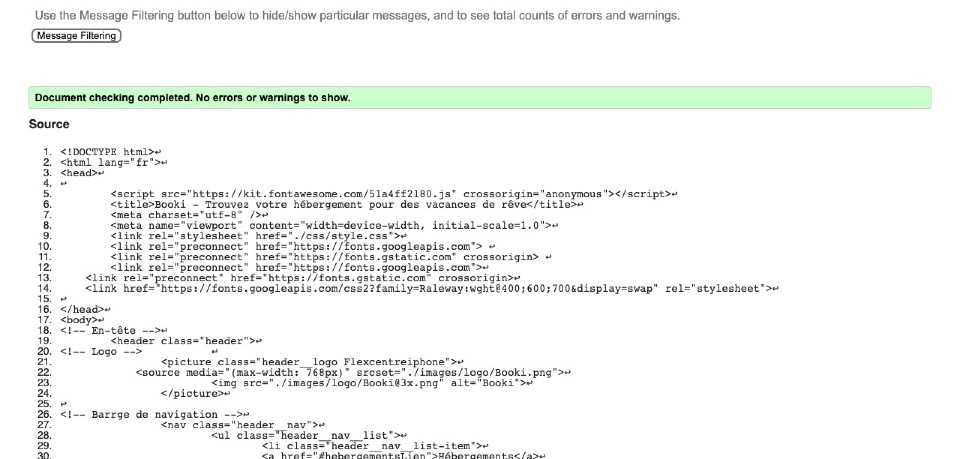 Use the Message Filtering button below to hide/show particular messages, and to see total counts of errors and warnings.
Message Filtering
Document checking completed. No errors or warnings to show.
Source
1. <!DOCTYPE html>↩
2. <html lang="fr">↩
3. <head>↩
4. ↩
5. <script src="https://kit.fontawesome.com/51a4ff2180.js" crossorigin="anonymous"></script>↩
6. <title>Booki - Trouvez votre hébergement pour des vacances de rêve</title>↩
7. <meta charset="utf-8" />↩
8. <meta name="viewport" content="width=device-width, initial-scale=1.0">↩
9. <link rel="stylesheet" href="./css/style.css">↩
10. <link rel="preconnect" href="https://fonts.googleapis.com"> ↩
11. <link rel="preconnect" href="https://fonts.gstatic.com" crossorigin> ↩
12. <link rel="preconnect" href="https://fonts.googleapis.com">↩
13. <link rel="preconnect" href="https://fonts.gstatic.com" crossorigin>↩
14. <link href="https://fonts.googleapis.com/css2?family=Raleway:wght@400;600;700&display=swap" rel="stylesheet">↩
15. ↩
16. </head>↩
17. <body>↩
18. <!-- En-tête -->↩
19. <header class="header">↩
20. <!-- Logo --> ↩
21. <picture class="header__logo Flexcentreiphone">↩
22. <source media="(max-width: 768px)" srcset="./images/logo/Booki.png">↩
23. <img src="./images/logo/Booki@3x.png" alt="Booki">↩
24. </picture>↩
25. ↩
26. <!-- Barrge de navigation -->↩
27. <nav class="header__nav">↩
28. <ul class="header__nav__list">↩
29. <li class="header__nav__list-item">↩
30. <a href="#hebergementsLien">Hébergements</a>↩